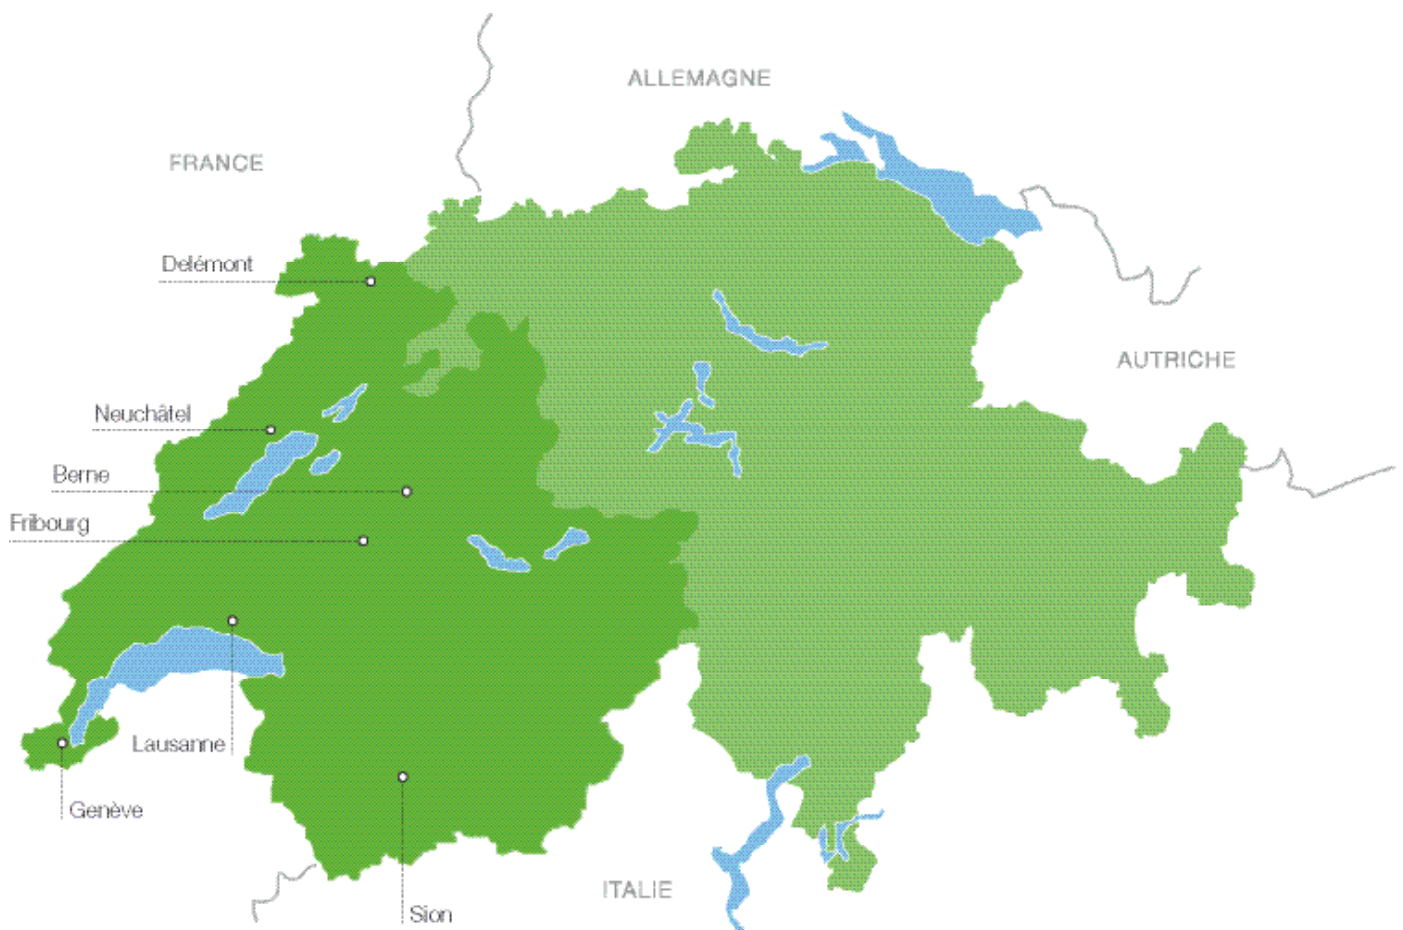 ALLEMAGNE
FRANCE
Delémont
AUTRICHE
Neuchâtel
Berne
Fribourg
Lausanne
Genève
ITALIE
Sion